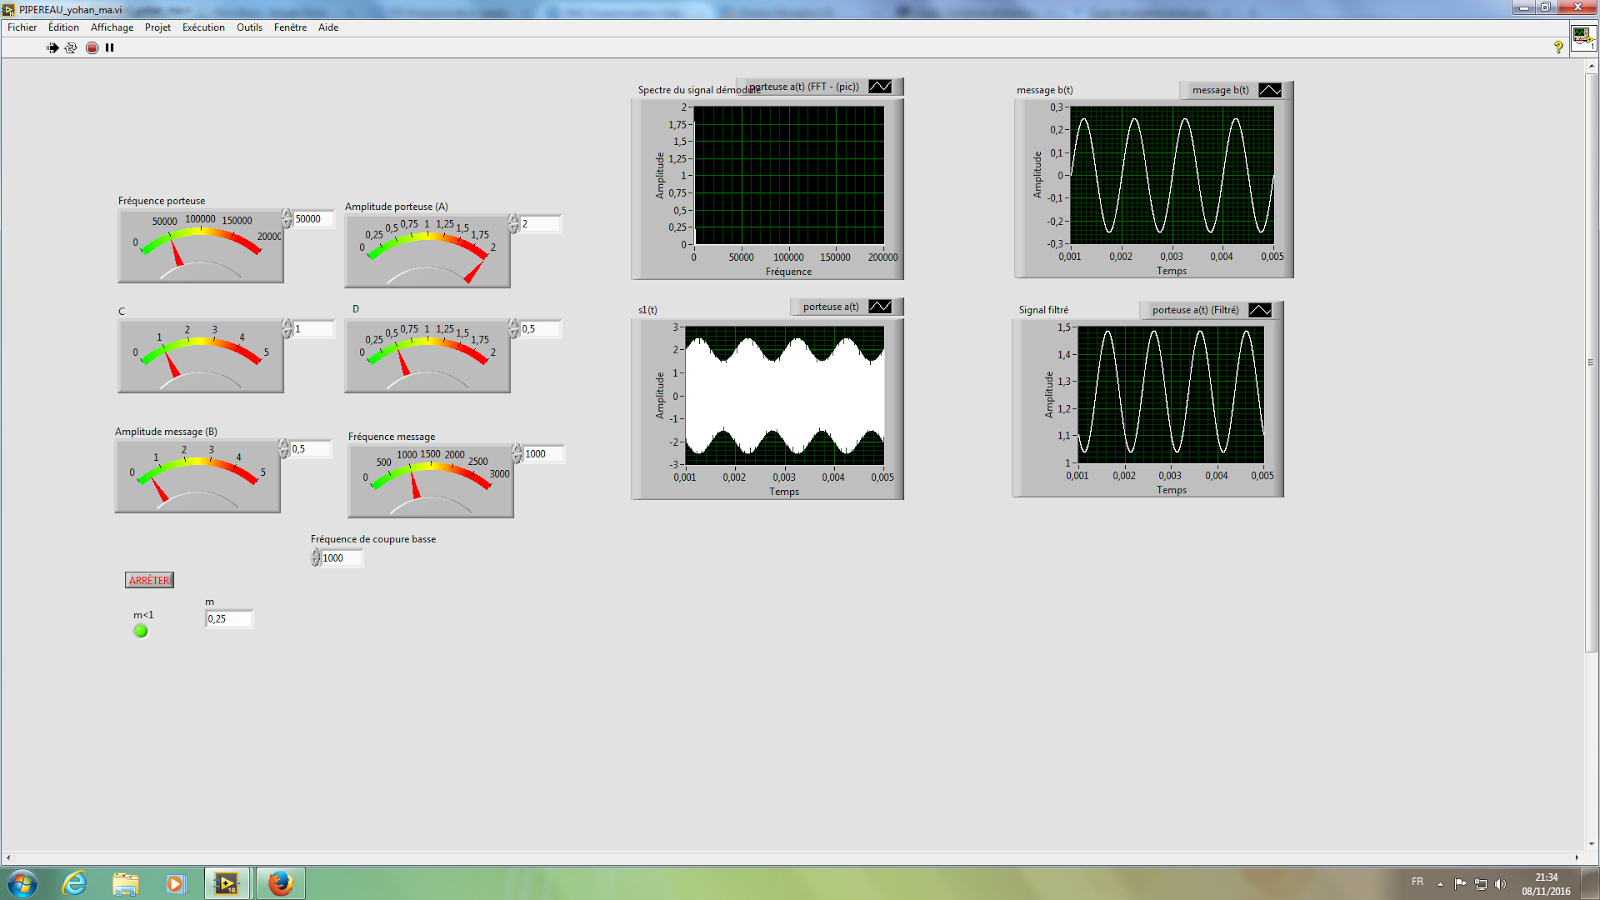 PIPEREAU_yohan_ma.vi
Fichier Édition Affichage Projet Exécution Outils Fenêtre Aide
?
1
Fréquence porteuse
0 50000 100000 150000 20000
50000
Amplitude porteuse (A)
0 0,25 0,5 0,75 1 1,25 1,5 1,75 2
2
C
0 1 2 3 4 5
1
D
0 0,25 0,5 0,75 1 1,25 1,5 1,75 2
0,5
Amplitude message (B)
0 1 2 3 4 5
0,5
Fréquence message
0 500 1000 1500 2000 2500 3000
1000
Fréquence de coupure basse
1000
ARRÊTER
m<1
m
0,25
Spectre du signal démodulé
porteuse a(t) (FFT - (pic))
Amplitude
2
1,75
1,5
1,25
1
0,75
0,5
0,25
0
0 50000 100000 150000 200000
Fréquence
s1(t)
porteuse a(t)
Amplitude
3
2
1
0
-1
-2
-3
0,001 0,002 0,003 0,004 0,005
Temps
message b(t)
message b(t)
Amplitude
0,3
0,2
0,1
0
-0,1
-0,2
-0,3
0,001 0,002 0,003 0,004 0,005
Temps
Signal filtré
porteuse a(t) (Filtré)
Amplitude
1,5
1,4
1,3
1,2
1,1
1
0,001 0,002 0,003 0,004 0,005
Temps
16
FR
21:34
08/11/2016